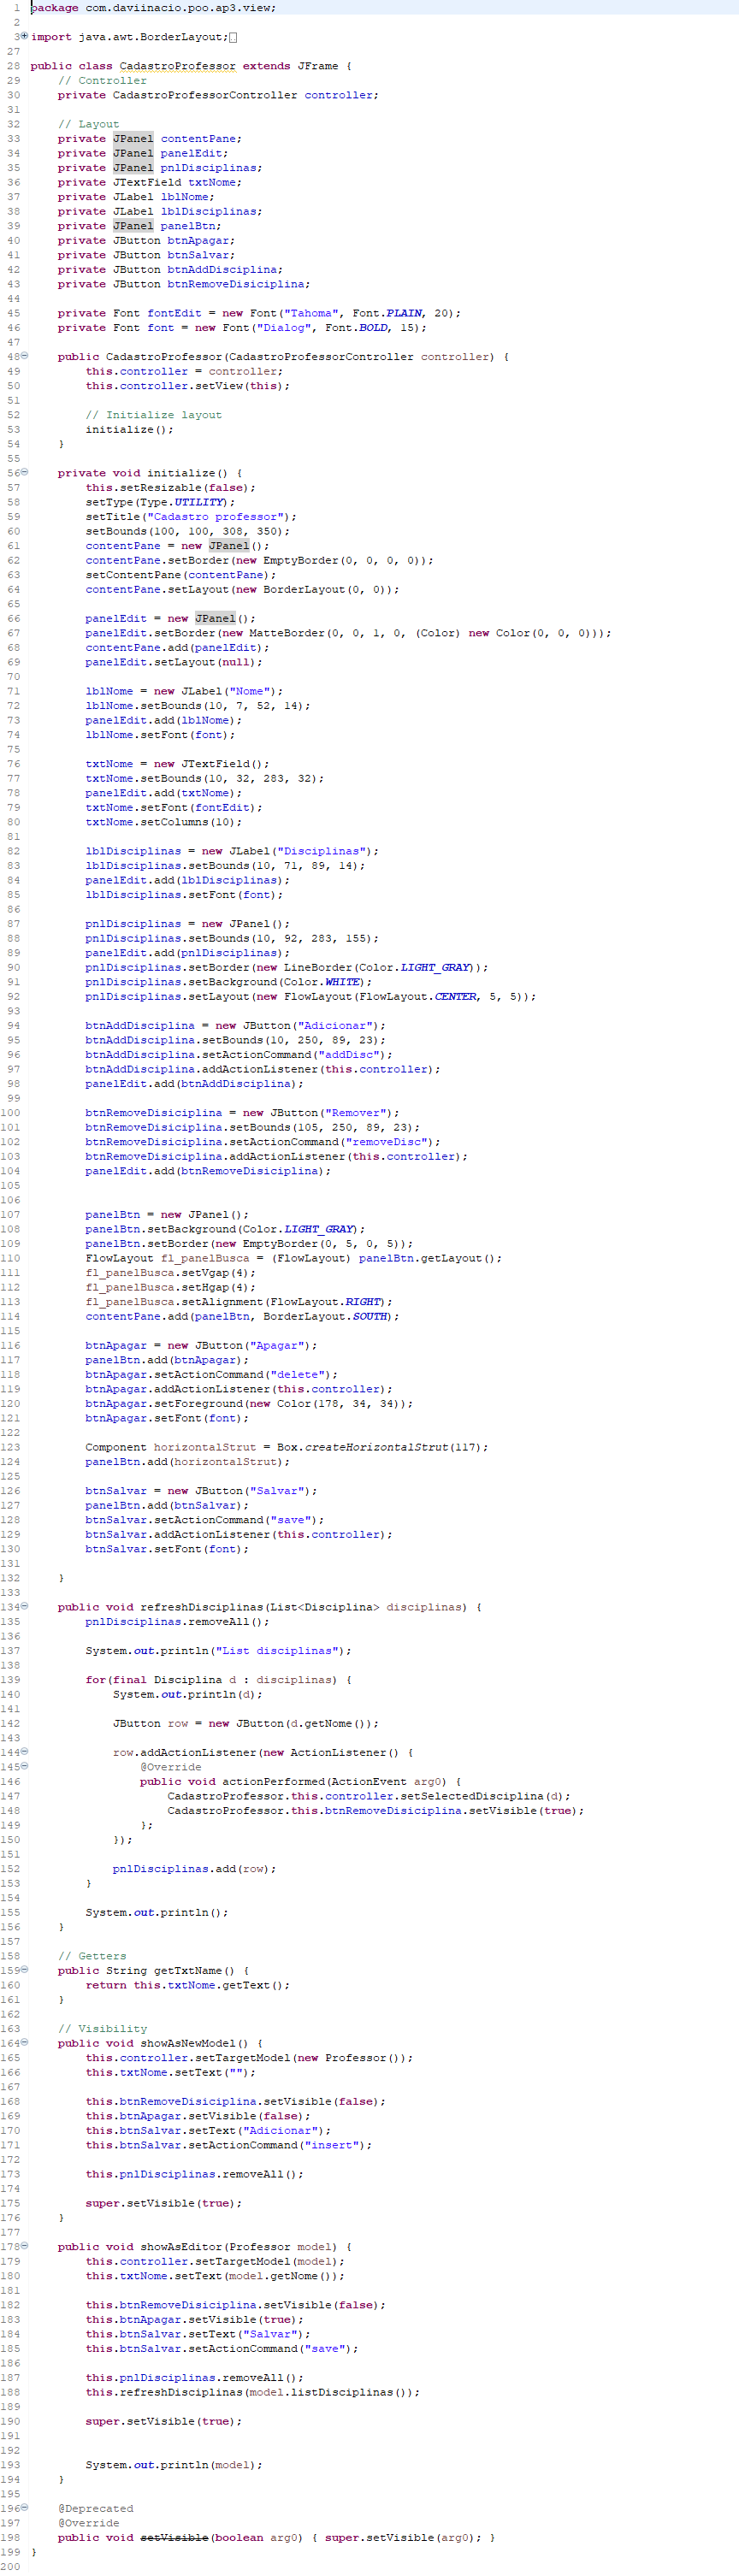 1 package com.daviinacio.poo.ap3.view;
2
3 import java.awt.BorderLayout;
27
28 public class CadastroProfessor extends JFrame {
29     // Controller
30     private CadastroProfessorController controller;
31
32     // Layout
33     private JPanel contentPane;
34     private JPanel panelEdit;
35     private JPanel pnlDisciplinas;
36     private JTextField txtNome;
37     private JLabel lblNome;
38     private JLabel lblDisciplinas;
39     private JPanel panelBtn;
40     private JButton btnApagar;
41     private JButton btnSalvar;
42     private JButton btnAddDisciplina;
43     private JButton btnRemoveDisiciplina;
44
45     private Font fontEdit = new Font("Tahoma", Font.PLAIN, 20);
46     private Font font = new Font("Dialog", Font.BOLD, 15);
47
48     public CadastroProfessor(CadastroProfessorController controller) {
49         this.controller = controller;
50         this.controller.setView(this);
51
52         // Initialize layout
53         initialize();
54     }
55
56     private void initialize() {
57         this.setResizable(false);
58         setType(Type.UTILITY);
59         setTitle("Cadastro professor");
60         setBounds(100, 100, 308, 350);
61         contentPane = new JPanel();
62         contentPane.setBorder(new EmptyBorder(0, 0, 0, 0));
63         setContentPane(contentPane);
64         contentPane.setLayout(new BorderLayout(0, 0));
65
66         panelEdit = new JPanel();
67         panelEdit.setBorder(new MatteBorder(0, 0, 1, 0, (Color) new Color(0, 0, 0)));
68         contentPane.add(panelEdit);
69         panelEdit.setLayout(null);
70
71         lblNome = new JLabel("Nome");
72         lblNome.setBounds(10, 7, 52, 14);
73         panelEdit.add(lblNome);
74         lblNome.setFont(font);
75
76         txtNome = new JTextField();
77         txtNome.setBounds(10, 32, 283, 32);
78         panelEdit.add(txtNome);
79         txtNome.setFont(fontEdit);
80         txtNome.setColumns(10);
81
82         lblDisciplinas = new JLabel("Disciplinas");
83         lblDisciplinas.setBounds(10, 71, 89, 14);
84         panelEdit.add(lblDisciplinas);
85         lblDisciplinas.setFont(font);
86
87         pnlDisciplinas = new JPanel();
88         pnlDisciplinas.setBounds(10, 92, 283, 155);
89         panelEdit.add(pnlDisciplinas);
90         pnlDisciplinas.setBorder(new LineBorder(Color.LIGHT_GRAY));
91         pnlDisciplinas.setBackground(Color.WHITE);
92         pnlDisciplinas.setLayout(new FlowLayout(FlowLayout.CENTER, 5, 5));
93
94         btnAddDisciplina = new JButton("Adicionar");
95         btnAddDisciplina.setBounds(10, 250, 89, 23);
96         btnAddDisciplina.setActionCommand("addDisc");
97         btnAddDisciplina.addActionListener(this.controller);
98         panelEdit.add(btnAddDisciplina);
99
100         btnRemoveDisiciplina = new JButton("Remover");
101         btnRemoveDisiciplina.setBounds(105, 250, 89, 23);
102         btnRemoveDisiciplina.setActionCommand("removeDisc");
103         btnRemoveDisiciplina.addActionListener(this.controller);
104         panelEdit.add(btnRemoveDisiciplina);
105
106
107         panelBtn = new JPanel();
108         panelBtn.setBackground(Color.LIGHT_GRAY);
109         panelBtn.setBorder(new EmptyBorder(0, 5, 0, 5));
110         FlowLayout fl_panelBusca = (FlowLayout) panelBtn.getLayout();
111         fl_panelBusca.setVgap(4);
112         fl_panelBusca.setHgap(4);
113         fl_panelBusca.setAlignment(FlowLayout.RIGHT);
114         contentPane.add(panelBtn, BorderLayout.SOUTH);
115
116         btnApagar = new JButton("Apagar");
117         panelBtn.add(btnApagar);
118         btnApagar.setActionCommand("delete");
119         btnApagar.addActionListener(this.controller);
120         btnApagar.setForeground(new Color(178, 34, 34));
121         btnApagar.setFont(font);
122
123         Component horizontalStrut = Box.createHorizontalStrut(117);
124         panelBtn.add(horizontalStrut);
125
126         btnSalvar = new JButton("Salvar");
127         panelBtn.add(btnSalvar);
128         btnSalvar.setActionCommand("save");
129         btnSalvar.addActionListener(this.controller);
130         btnSalvar.setFont(font);
131
132     }
133
134     public void refreshDisciplinas(List<Disciplina> disciplinas) {
135         pnlDisciplinas.removeAll();
136
137         System.out.println("List disciplinas");
138
139         for(final Disciplina d : disciplinas) {
140             System.out.println(d);
141
142             JButton row = new JButton(d.getNome());
143
144             row.addActionListener(new ActionListener() {
145                 @Override
146                 public void actionPerformed(ActionEvent arg0) {
147                     CadastroProfessor.this.controller.setSelectedDisciplina(d);
148                     CadastroProfessor.this.btnRemoveDisiciplina.setVisible(true);
149                 };
150             });
151
152             pnlDisciplinas.add(row);
153         }
154
155         System.out.println();
156     }
157
158     // Getters
159     public String getTxtName() {
160         return this.txtNome.getText();
161     }
162
163     // Visibility
164     public void showAsNewModel() {
165         this.controller.setTargetModel(new Professor());
166         this.txtNome.setText("");
167
168         this.btnRemoveDisiciplina.setVisible(false);
169         this.btnApagar.setVisible(false);
170         this.btnSalvar.setText("Adicionar");
171         this.btnSalvar.setActionCommand("insert");
172
173         this.pnlDisciplinas.removeAll();
174
175         super.setVisible(true);
176     }
177
178     public void showAsEditor(Professor model) {
179         this.controller.setTargetModel(model);
180         this.txtNome.setText(model.getNome());
181
182         this.btnRemoveDisiciplina.setVisible(false);
183         this.btnApagar.setVisible(true);
184         this.btnSalvar.setText("Salvar");
185         this.btnSalvar.setActionCommand("save");
186
187         this.pnlDisciplinas.removeAll();
188         this.refreshDisciplinas(model.listDisciplinas());
189
190         super.setVisible(true);
191
192
193         System.out.println(model);
194     }
195
196     @Deprecated
197     @Override
198     public void setVisible(boolean arg0) { super.setVisible(arg0); }
199 }
200